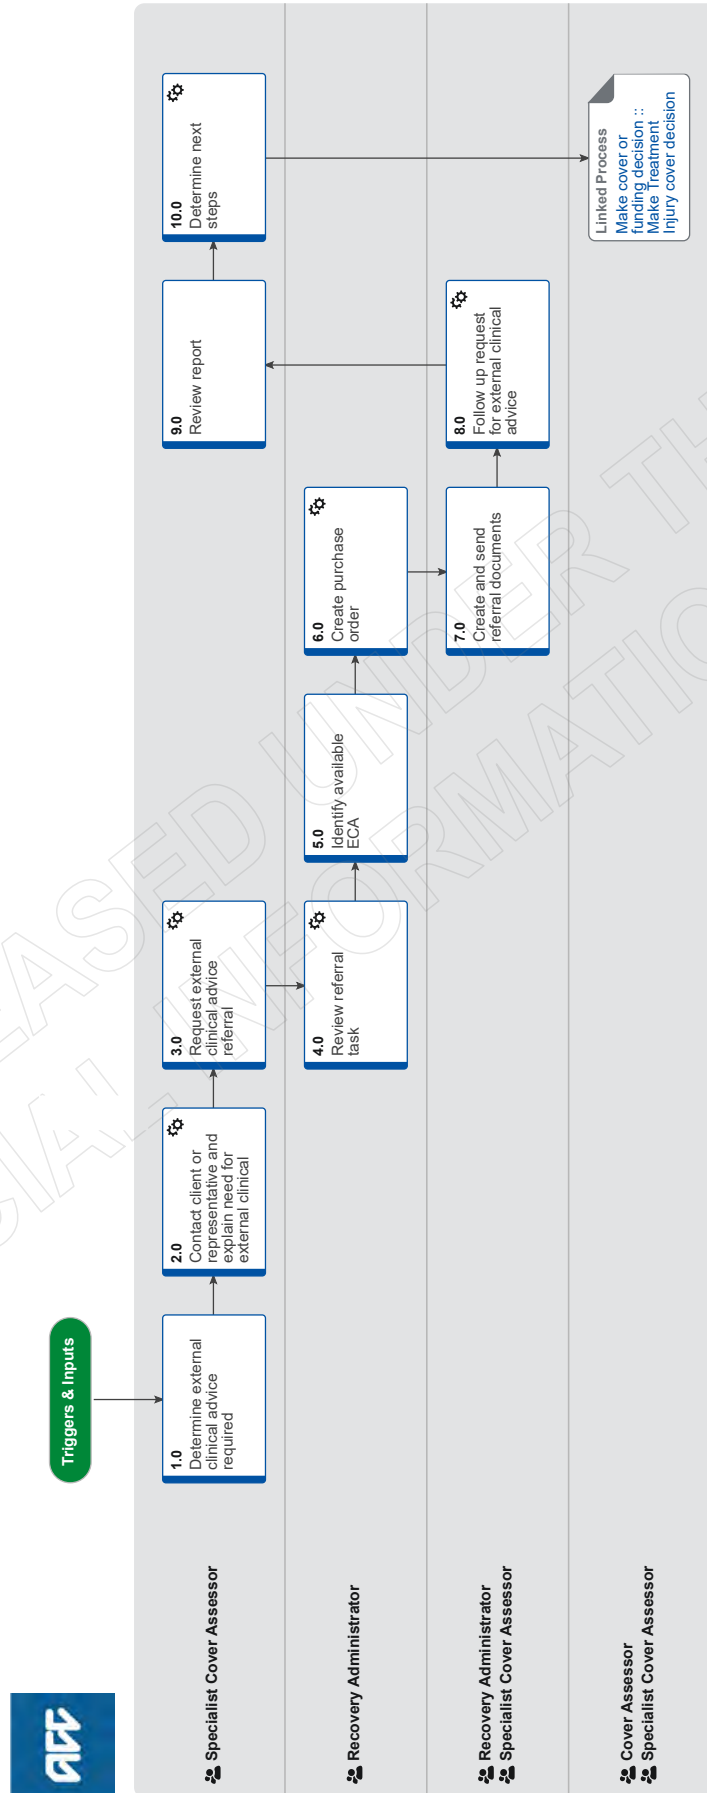 ACC
Triggers & Inputs
Specialist Cover Assessor
1.0
Determine external
clinical advice
required
2.0
Contact client or
representative and
explain need for
external clinical
3.0
Request external
clinical advice
referral
9.0
Review report
10.0
Determine next
steps
Recovery Administrator
4.0
Review referral
task
5.0
Identify available
ECA
6.0
Create purchase
order
Recovery Administrator
Specialist Cover Assessor
7.0
Create and send
referral documents
8.0
Follow up request
for external clinical
advice
Cover Assessor
Specialist Cover Assessor
Linked Process
Make cover or
funding decision ::
Make Treatment
Injury cover decision
EASED UNDER TH
CIAL INFORMATIO